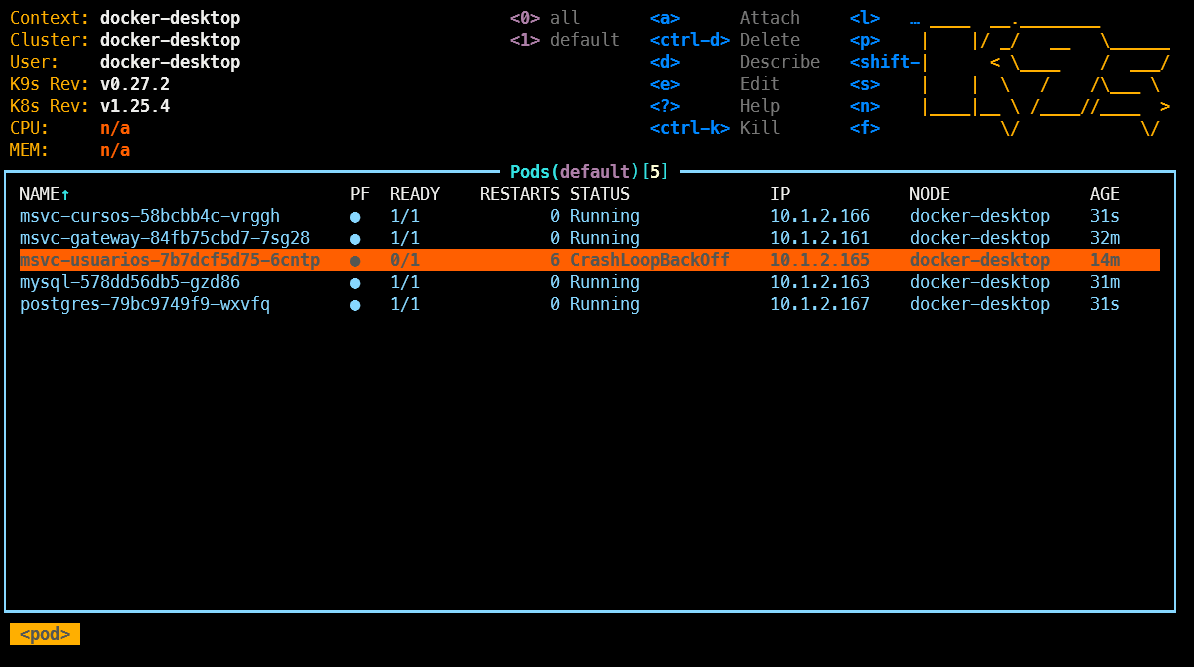 Context: docker-desktop <0> all <a> Attach <l> …
Cluster: docker-desktop <1> default <ctrl-d> Delete <p>
User: docker-desktop <d> Describe <shift-
K9s Rev: v0.27.2 <e> Edit <s>
K8s Rev: v1.25.4 <?> Help <n>
CPU: n/a <ctrl-k> Kill <f>
MEM: n/a
Pods(default)[5]
NAME↑ PF READY RESTARTS STATUS IP NODE AGE
msvc-cursos-58bcbb4c-vrggh ● 1/1 0 Running 10.1.2.166 docker-desktop 31s
msvc-gateway-84fb75cbd7-7sg28 ● 1/1 0 Running 10.1.2.161 docker-desktop 32m
msvc-usuarios-7b7dcf5d75-6cntp ● 0/1 6 CrashLoopBackOff 10.1.2.165 docker-desktop 14m
mysql-578dd56db5-gzd86 ● 1/1 0 Running 10.1.2.163 docker-desktop 31m
postgres-79bc9749f9-wxvfq ● 1/1 0 Running 10.1.2.167 docker-desktop 31s
<pod>